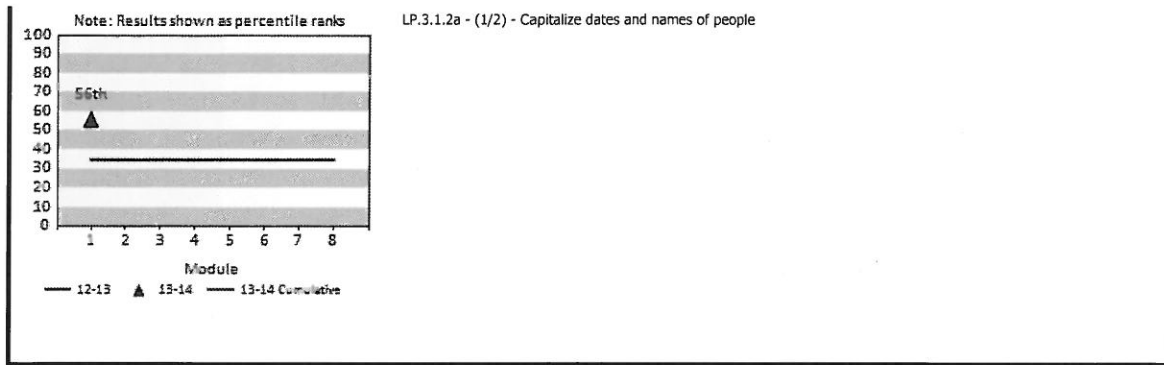 Note: Results shown as percentile ranks
LP.3.1.2a - (1/2) - Capitalize dates and names of people
100
90
80
70
56th
60
50
40
30
20
10
0
1 2 3 4 5 6 7 8
Module
12-13 13-14 13-14 Cumulative